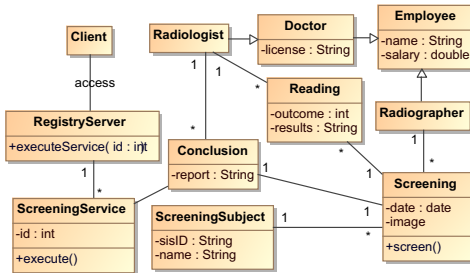 Client
access
RegistryServer
+executeService( id : int)
1
*
ScreeningService
-id : int
+execute()
Radiologist
1
1
*
*
Doctor
-license : String
Employee
-name : String
-salary : double
Reading
-outcome : int
-results : String
*
1
Radiographer
1
*
Conclusion
-report : String
1
1
ScreeningSubject
-sisID : String
-name : String
1
*
Screening
-date : date
-image
+screen()